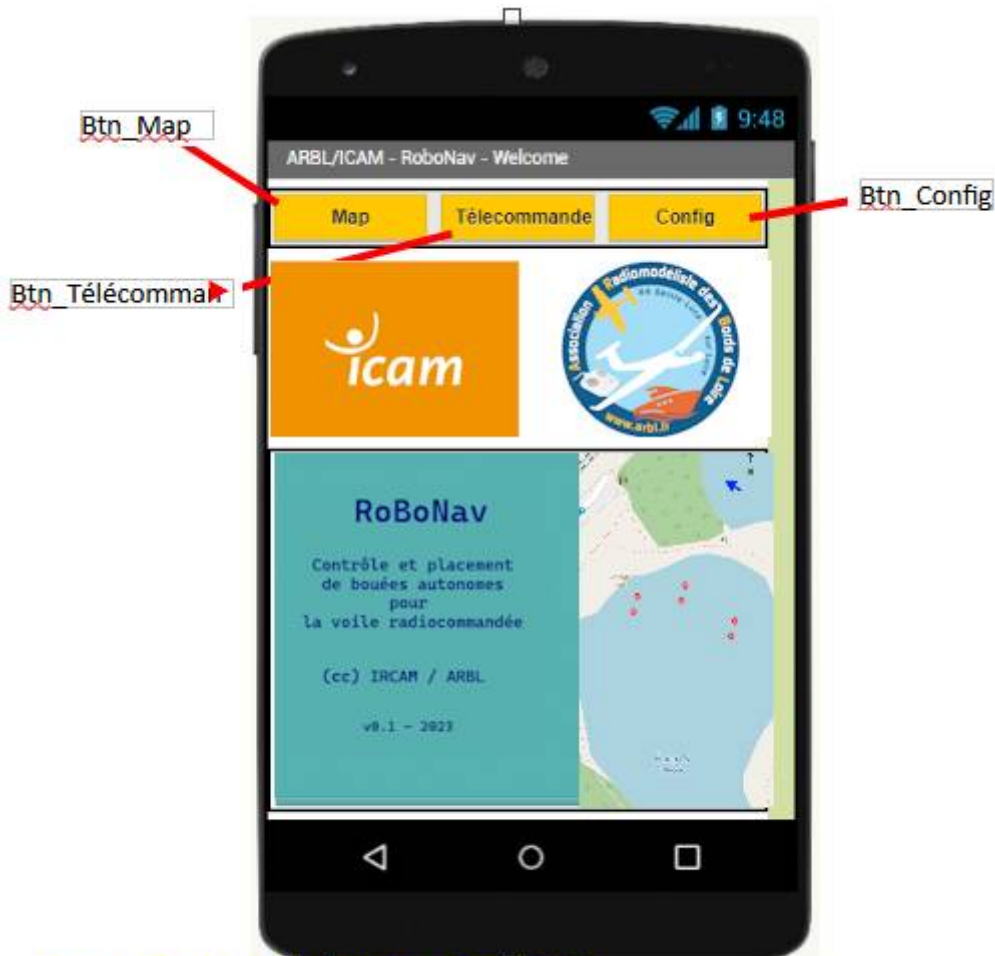 9:48
Btn_Map
ARBL/ICAM - RoboNav - Welcome
Map
Télecommande
Config
Btn_Config
Btn_Télécomman
icam
Association Radiomodéliste des Bords de Loire
www.arbl.fr
RoBoNav
Contrôle et placement
de bouées autonomes
pour
la voile radiocommandée
(cc) IRCAM / ARBL
v0.1 - 2023